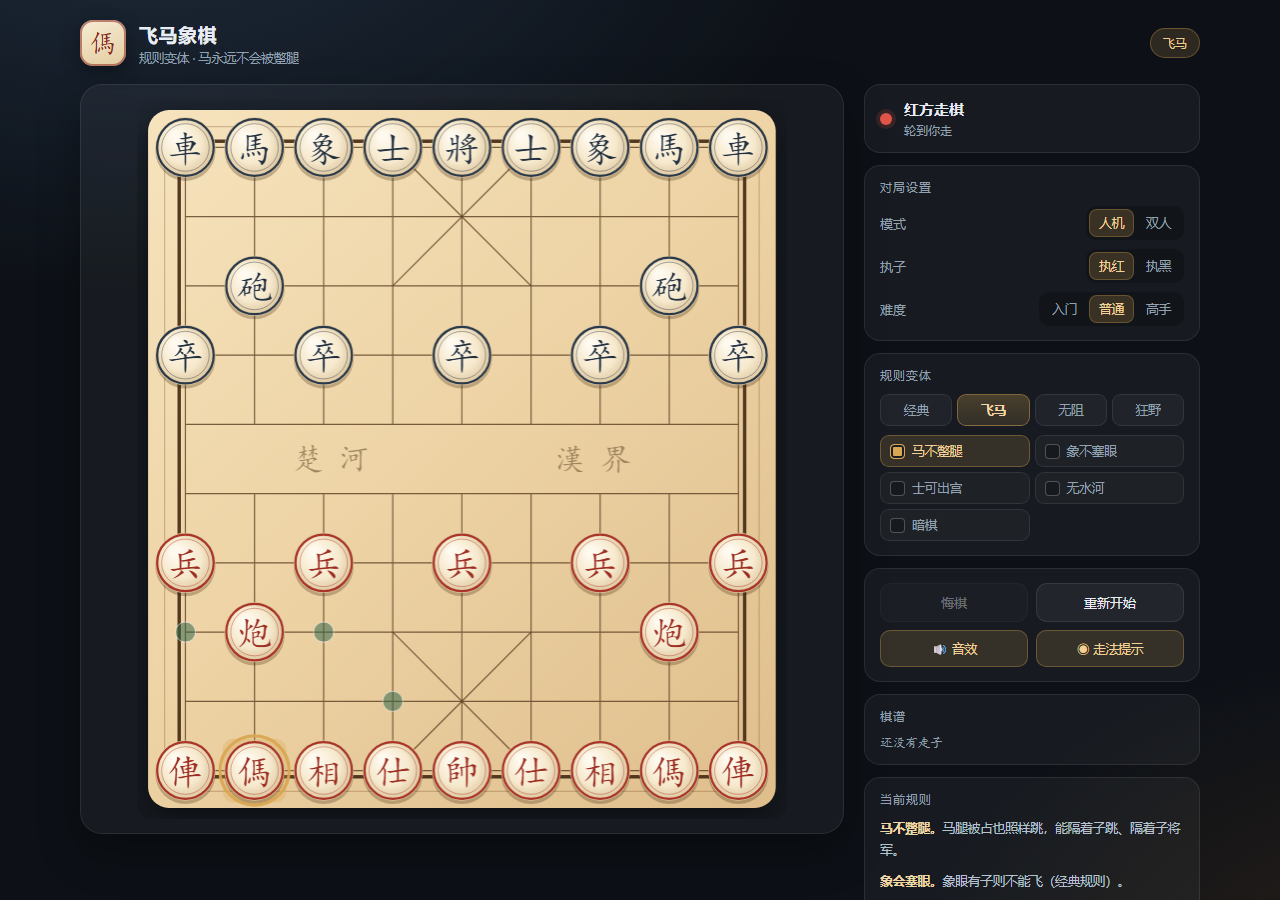 傌
飞马象棋
规则变体 · 马永远不会被蹩腿
飞马
車 馬 象 士 將 士 象 馬 車
砲 砲
卒 卒 卒 卒 卒
楚 河 漢 界
兵 兵 兵 兵 兵
炮 炮
俥 傌 相 仕 帥 仕 相 傌 俥
红方走棋
轮到你走
对局设置
模式 人机 双人
执子 执红 执黑
难度 入门 普通 高手
规则变体
经典 飞马 无阻 狂野
马不蹩腿 象不塞眼
士可出宫 无水河
暗棋
悔棋 重新开始
音效 走法提示
棋谱
还没有走子
当前规则
马不蹩腿。马腿被占也照样跳，能隔着子跳、隔着子将
军。
象会塞眼。象眼有子则不能飞（经典规则）。